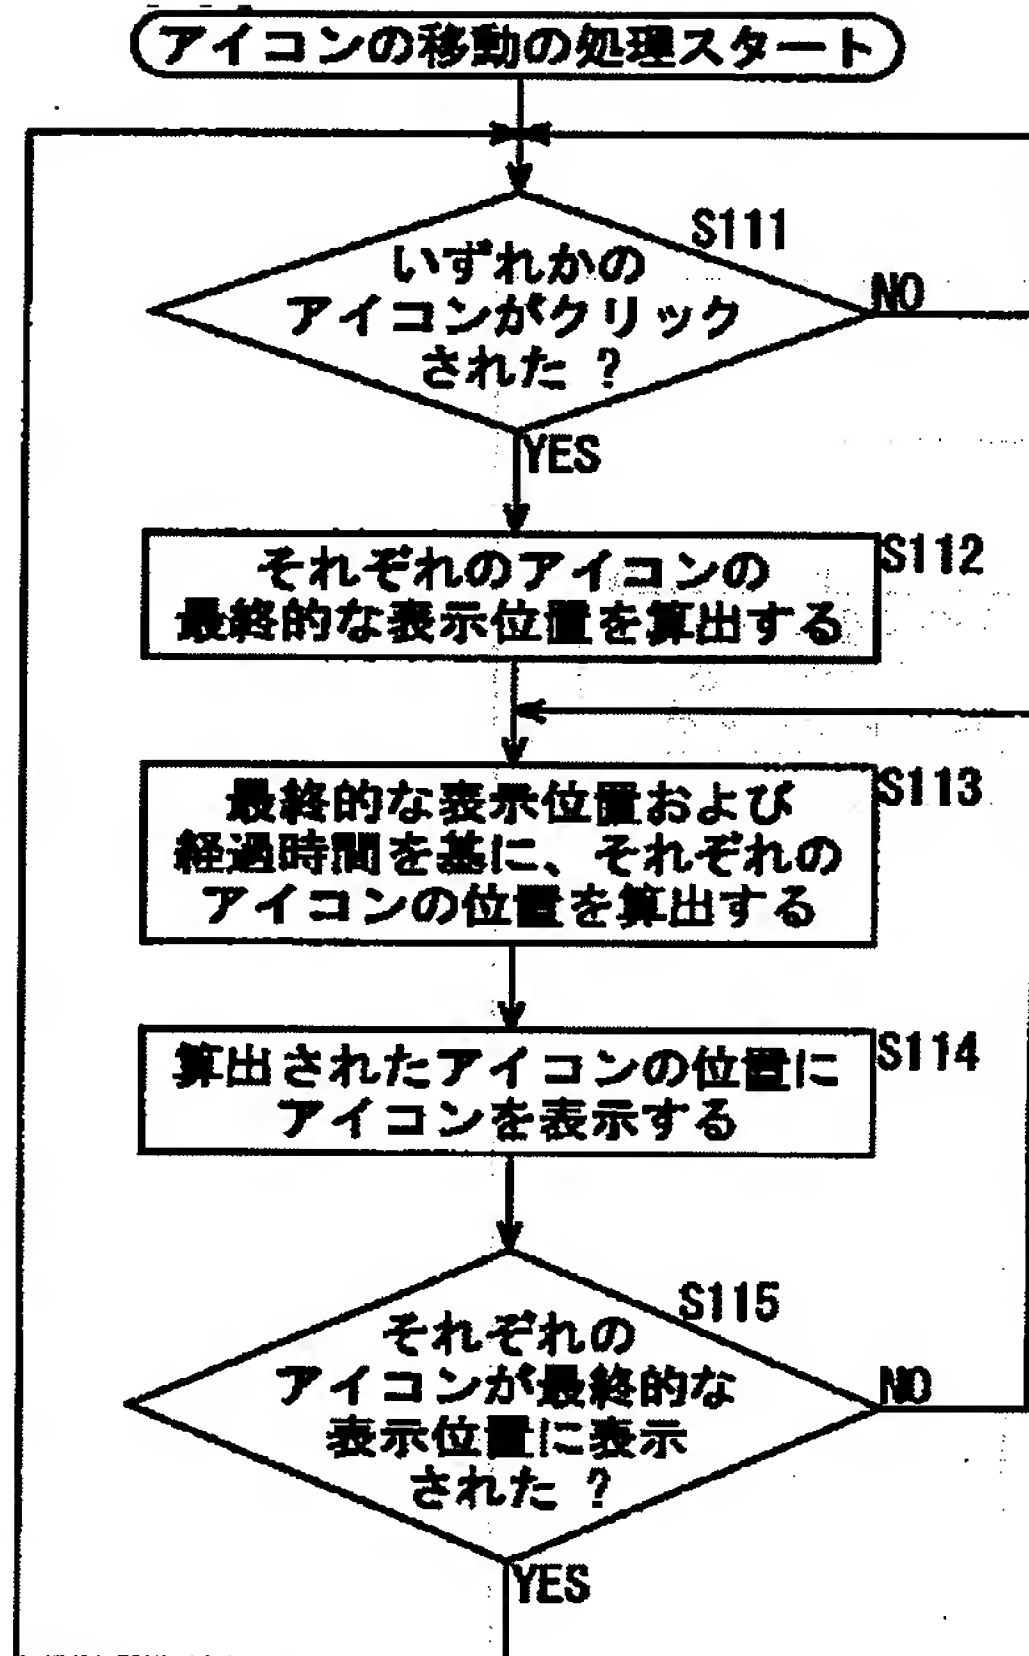 アイコンの移動の処理スタート
S111
いずれかの
アイコンがクリック
された ?
NO
YES
S112
それぞれのアイコンの
最終的な表示位置を算出する
S113
最終的な表示位置および
経過時間を基に、それぞれの
アイコンの位置を算出する
S114
算出されたアイコンの位置に
アイコンを表示する
S115
それぞれの
アイコンが最終的な
表示位置に表示
された ?
NO
YES